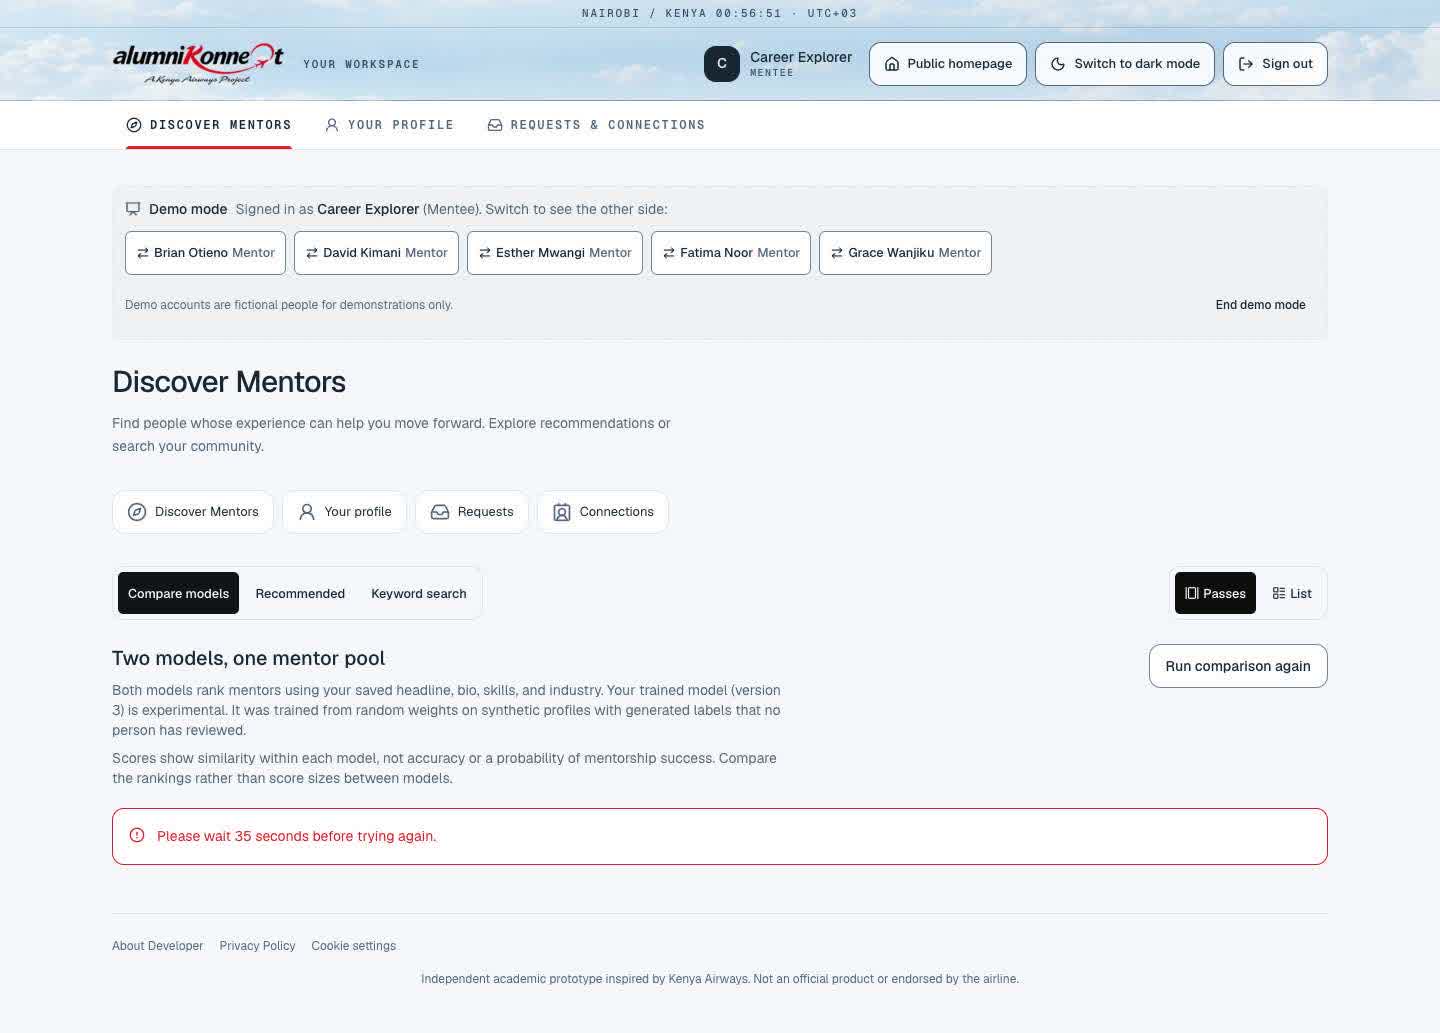 NAIROBI / KENYA 00:56:51 · UTC+03
alumniKonnect
A Kenya Airways Project
YOUR WORKSPACE
C
Career Explorer
MENTEE
Public homepage
Switch to dark mode
Sign out
DISCOVER MENTORS
YOUR PROFILE
REQUESTS & CONNECTIONS
Demo mode Signed in as Career Explorer (Mentee). Switch to see the other side:
Brian Otieno Mentor
David Kimani Mentor
Esther Mwangi Mentor
Fatima Noor Mentor
Grace Wanjiku Mentor
Demo accounts are fictional people for demonstrations only.
End demo mode
Discover Mentors
Find people whose experience can help you move forward. Explore recommendations or
search your community.
Discover Mentors
Your profile
Requests
Connections
Compare models
Recommended
Keyword search
Passes
List
Two models, one mentor pool
Run comparison again
Both models rank mentors using your saved headline, bio, skills, and industry. Your trained model (version
3) is experimental. It was trained from random weights on synthetic profiles with generated labels that no
person has reviewed.
Scores show similarity within each model, not accuracy or a probability of mentorship success. Compare
the rankings rather than score sizes between models.
Please wait 35 seconds before trying again.
About Developer
Privacy Policy
Cookie settings
Independent academic prototype inspired by Kenya Airways. Not an official product or endorsed by the airline.